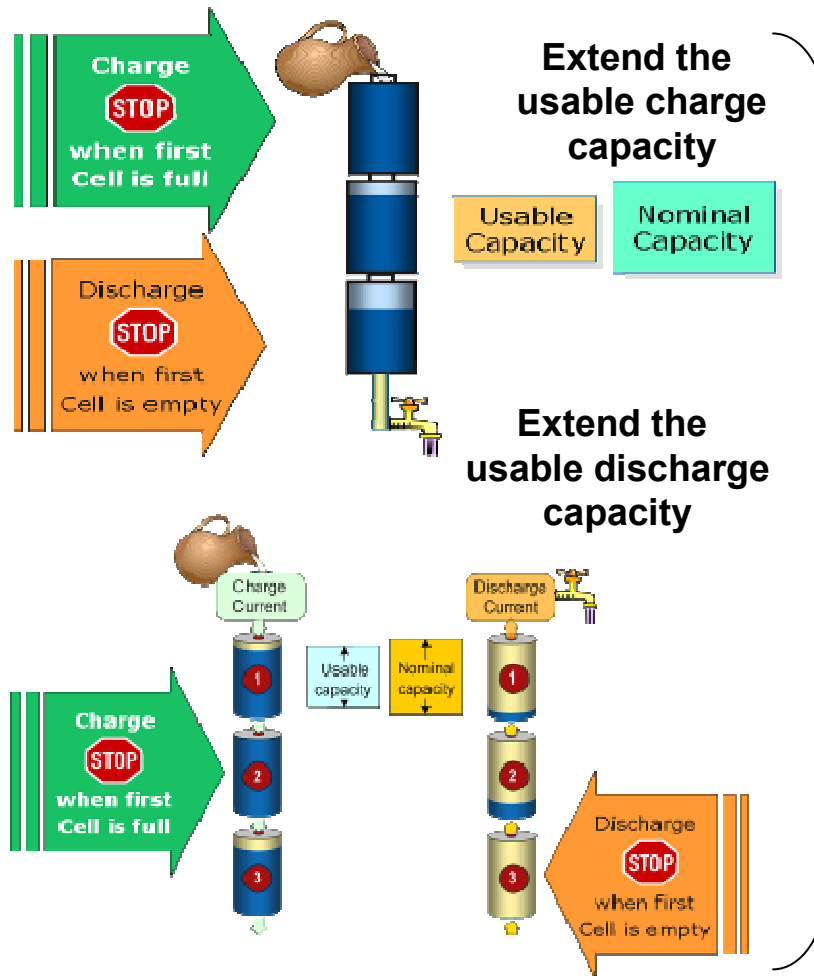 Charge
STOP
when first
Cell is full
Extend the
usable charge
capacity
Usable
Capacity
Nominal
Capacity
Discharge
STOP
when first
Cell is empty
Extend the
usable discharge
capacity
Charge
Current
Discharge
Current
1
2
3
Usable
capacity
Nominal
capacity
1
2
3
Charge
STOP
when first
Cell is full
Discharge
STOP
when first
Cell is empty